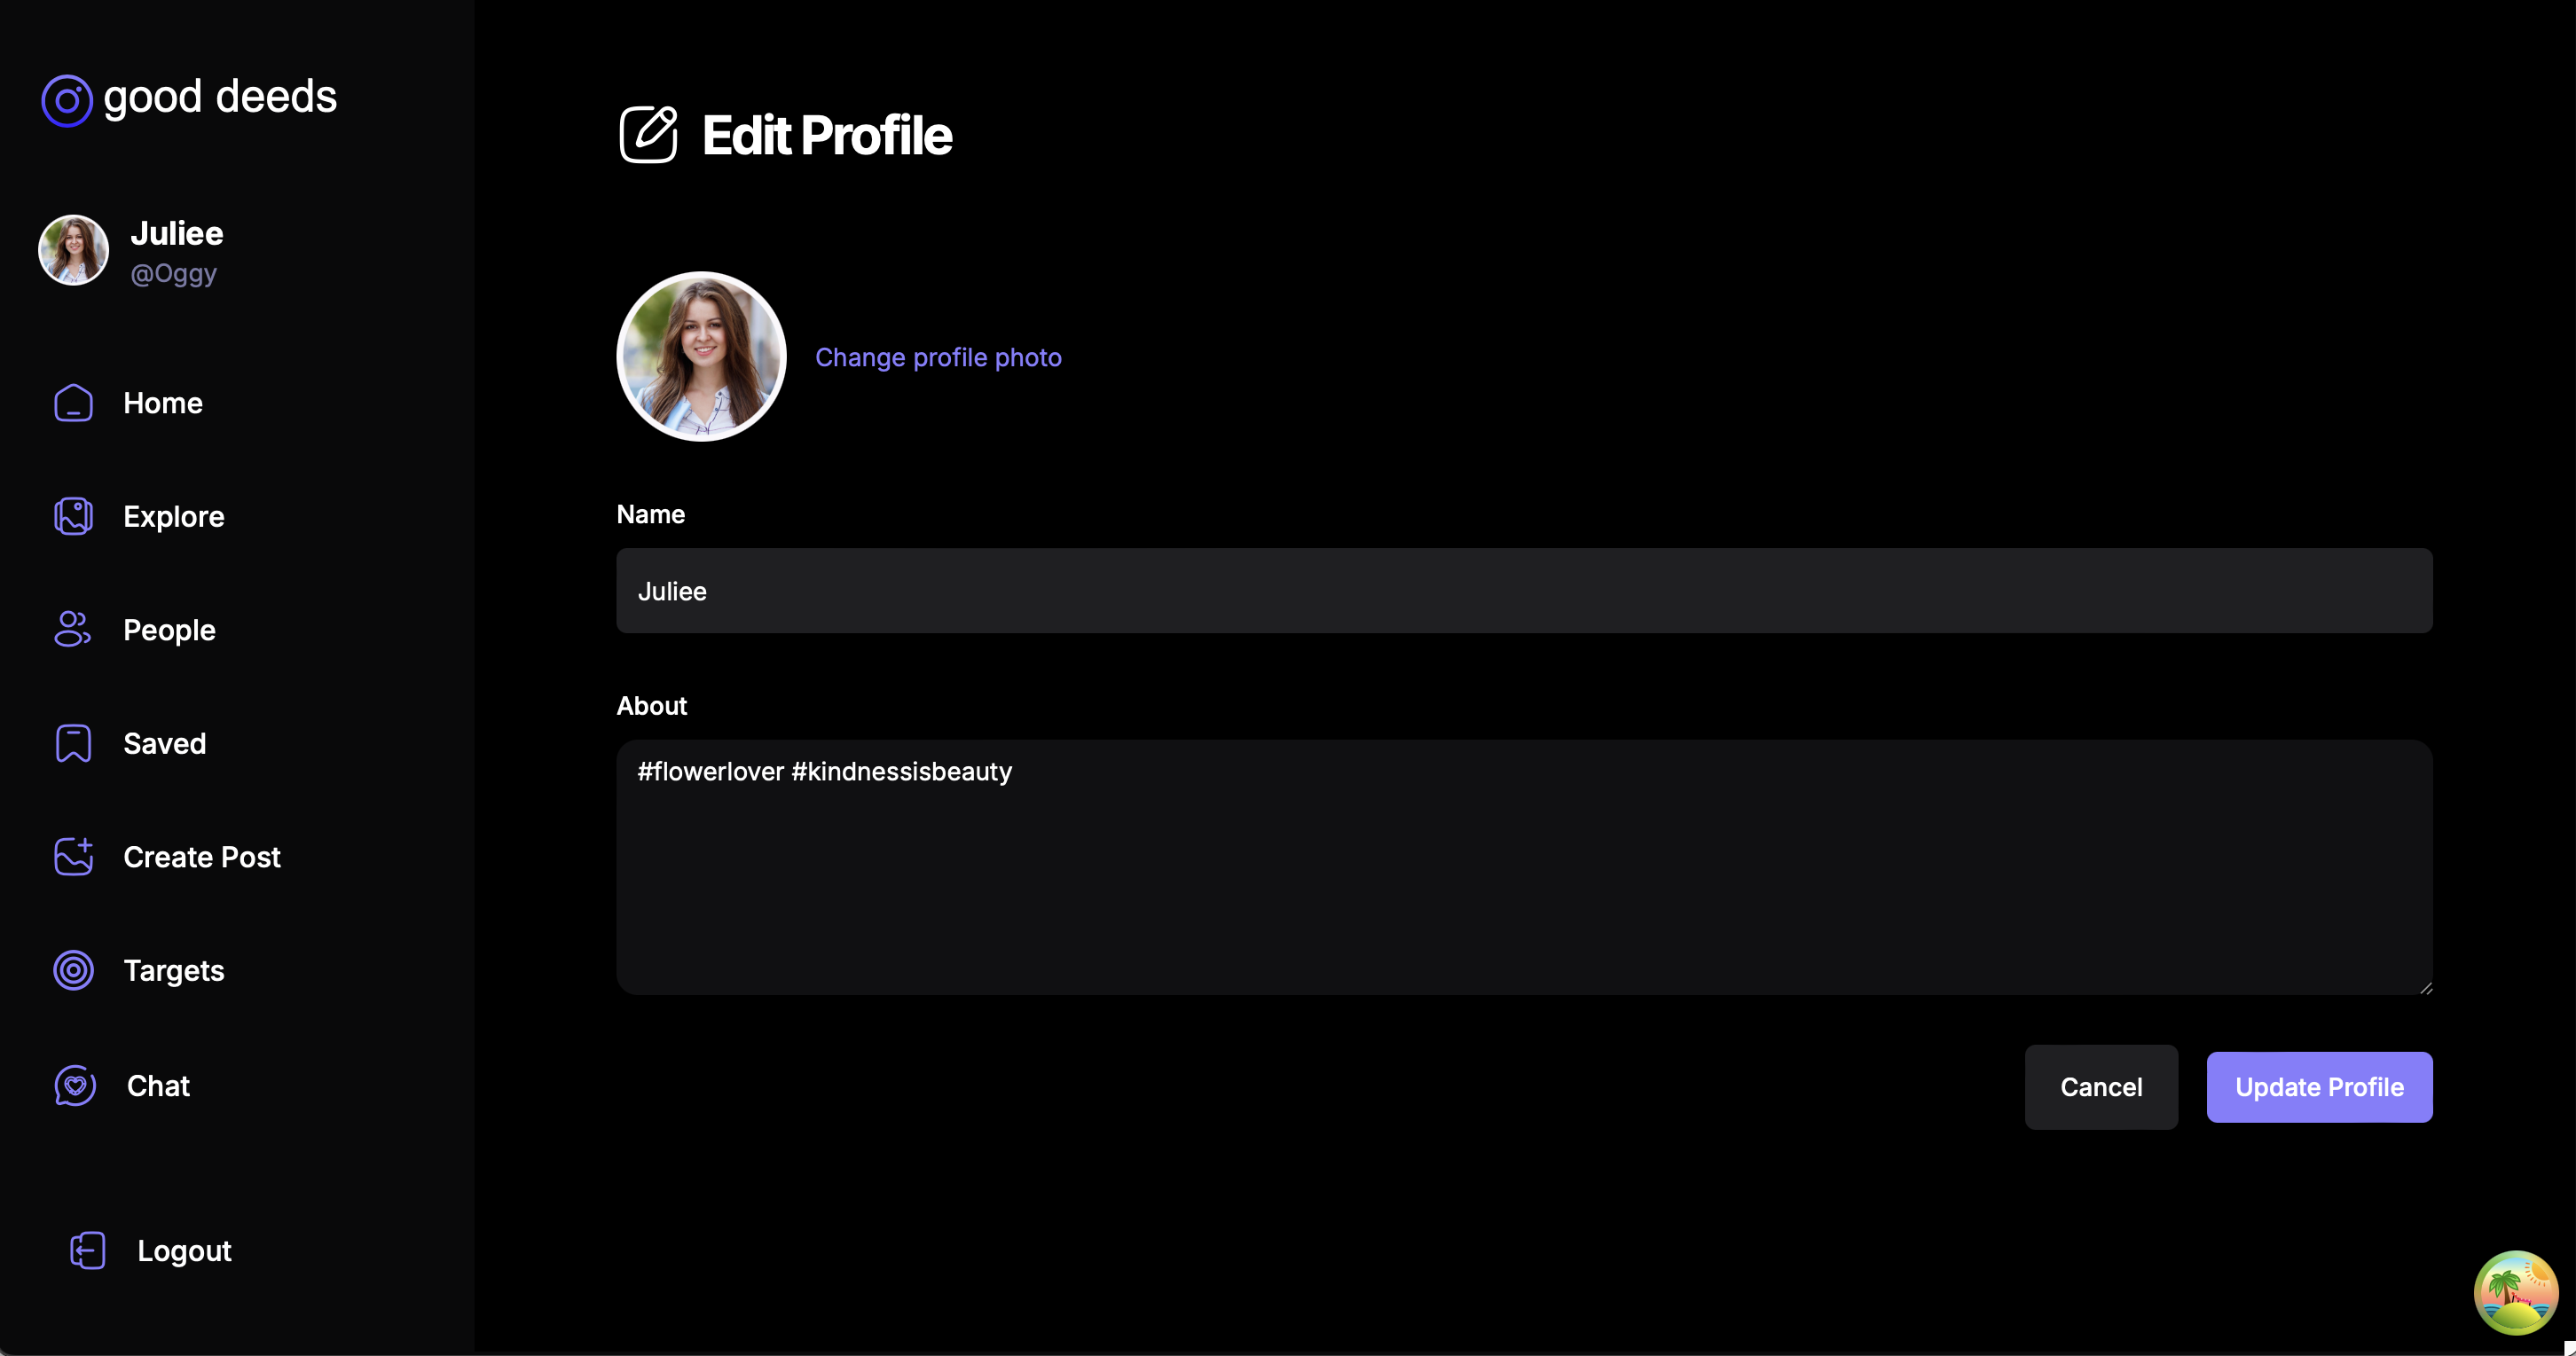 good deeds
Juliee
@Oggy
Home
Explore
People
Saved
Create Post
Targets
Chat
Logout
Edit Profile
Change profile photo
Name
Juliee
About
#flowerlover #kindnessisbeauty
Cancel
Update Profile